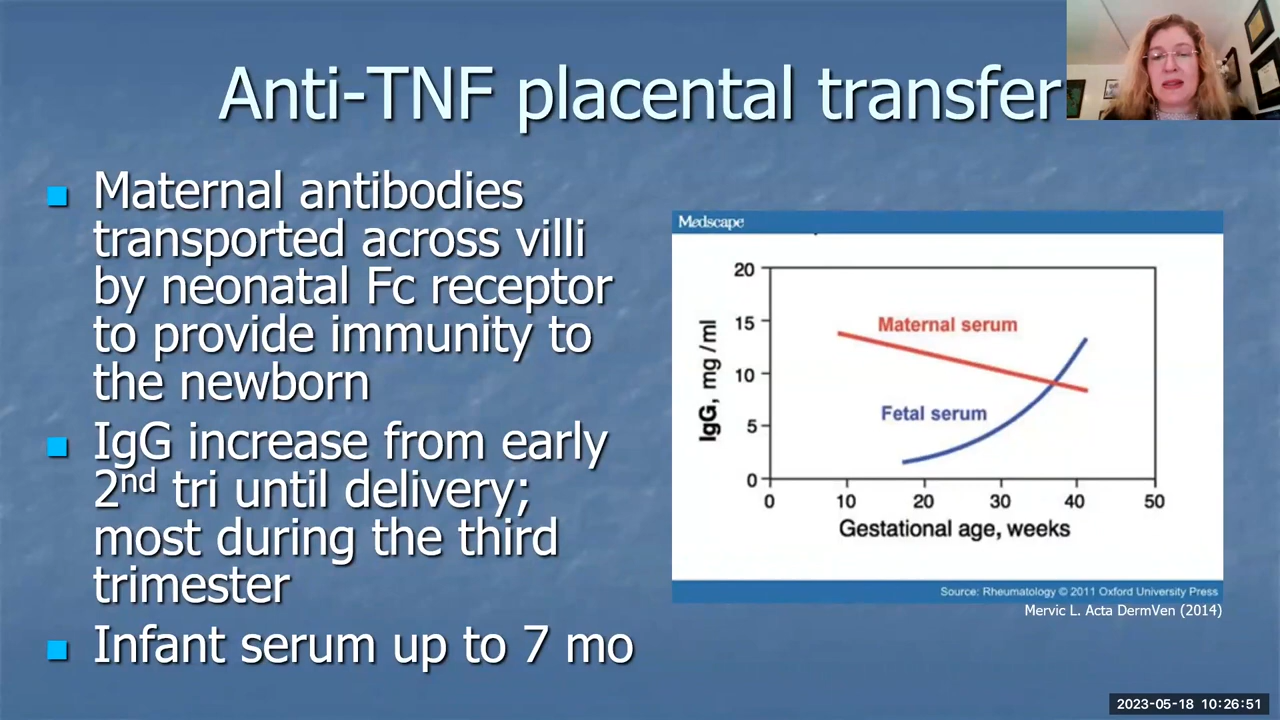 Anti-TNF placental transfer
Maternal antibodies
transported across villi
by neonatal Fc receptor
to provide immunity to
the newborn
IgG increase from early
2nd tri until delivery;
most during the third
trimester
Infant serum up to 7 mo
Medscape
IgG, mg/ml
20
15
10
5
0
Maternal serum
Fetal serum
0 10 20 30 40 50
Gestational age, weeks
Source: Rheumatology © 2011 Oxford University Press
Mervic L. Acta DermVen (2014)
2023-05-18 10:26:51